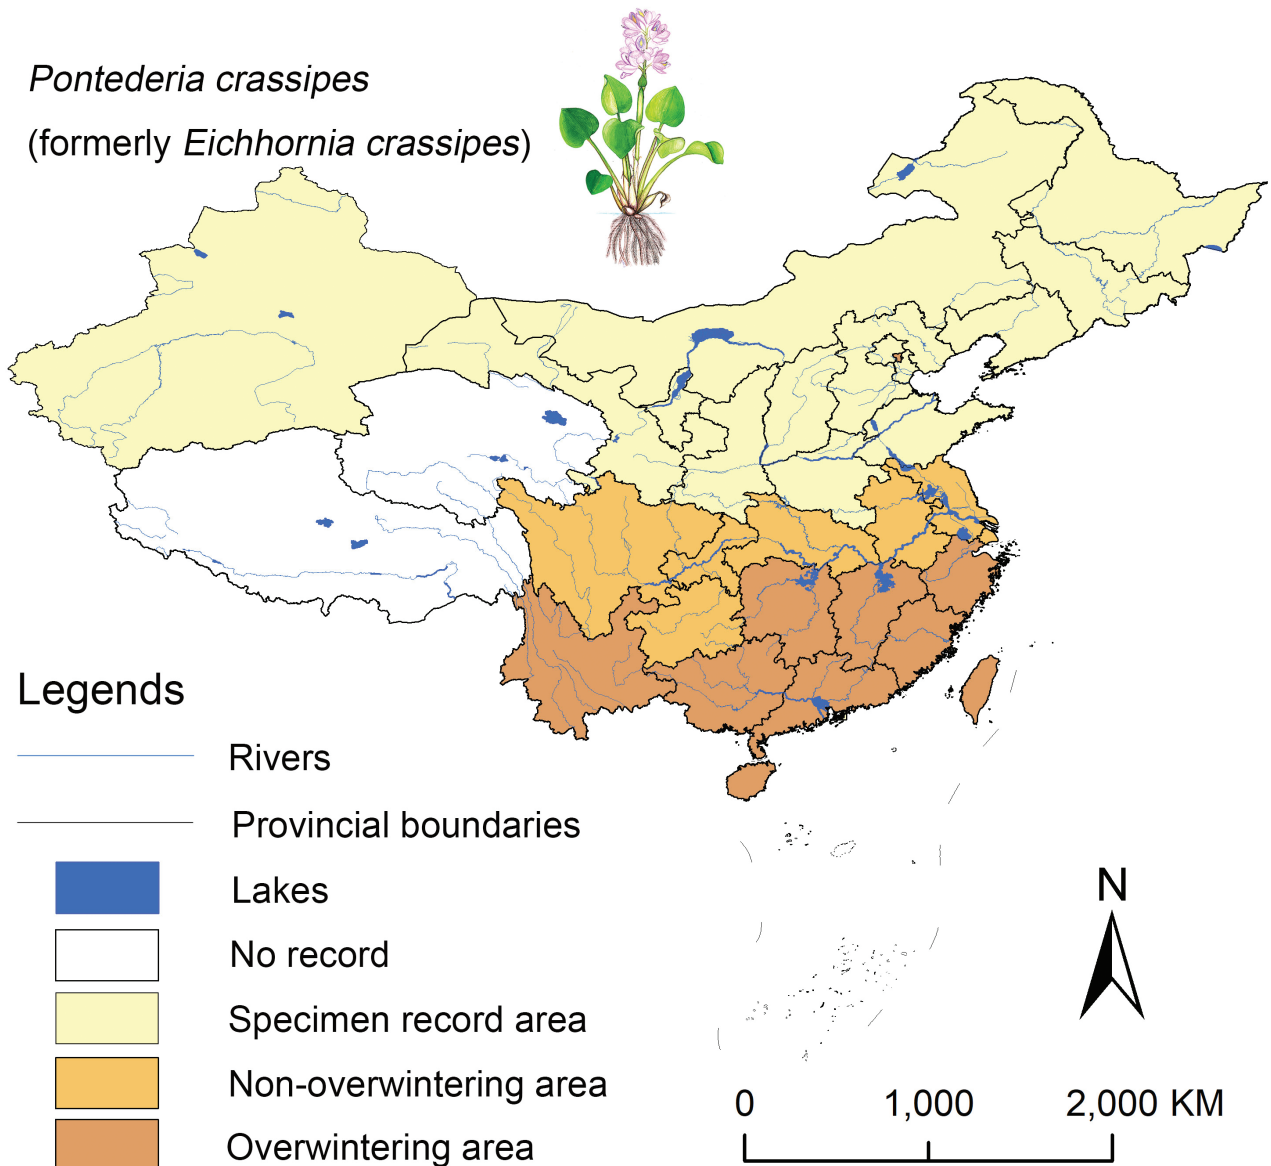 Pontederia crassipes
(formerly Eichhornia crassipes)
Legends
Rivers
Provincial boundaries
Lakes
No record
Specimen record area
Non-overwintering area
Overwintering area
N
0 1,000 2,000 KM